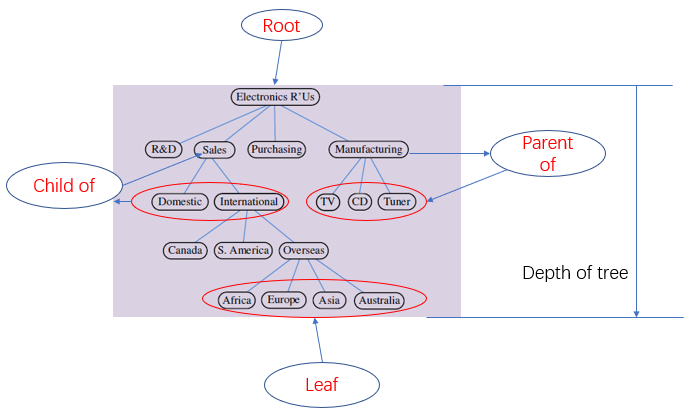 Root
Electronics R'Us
R&D Sales Purchasing Manufacturing
Parent
of
Child of
Domestic International TV CD Tuner
Canada S. America Overseas
Depth of tree
Africa Europe Asia Australia
Leaf